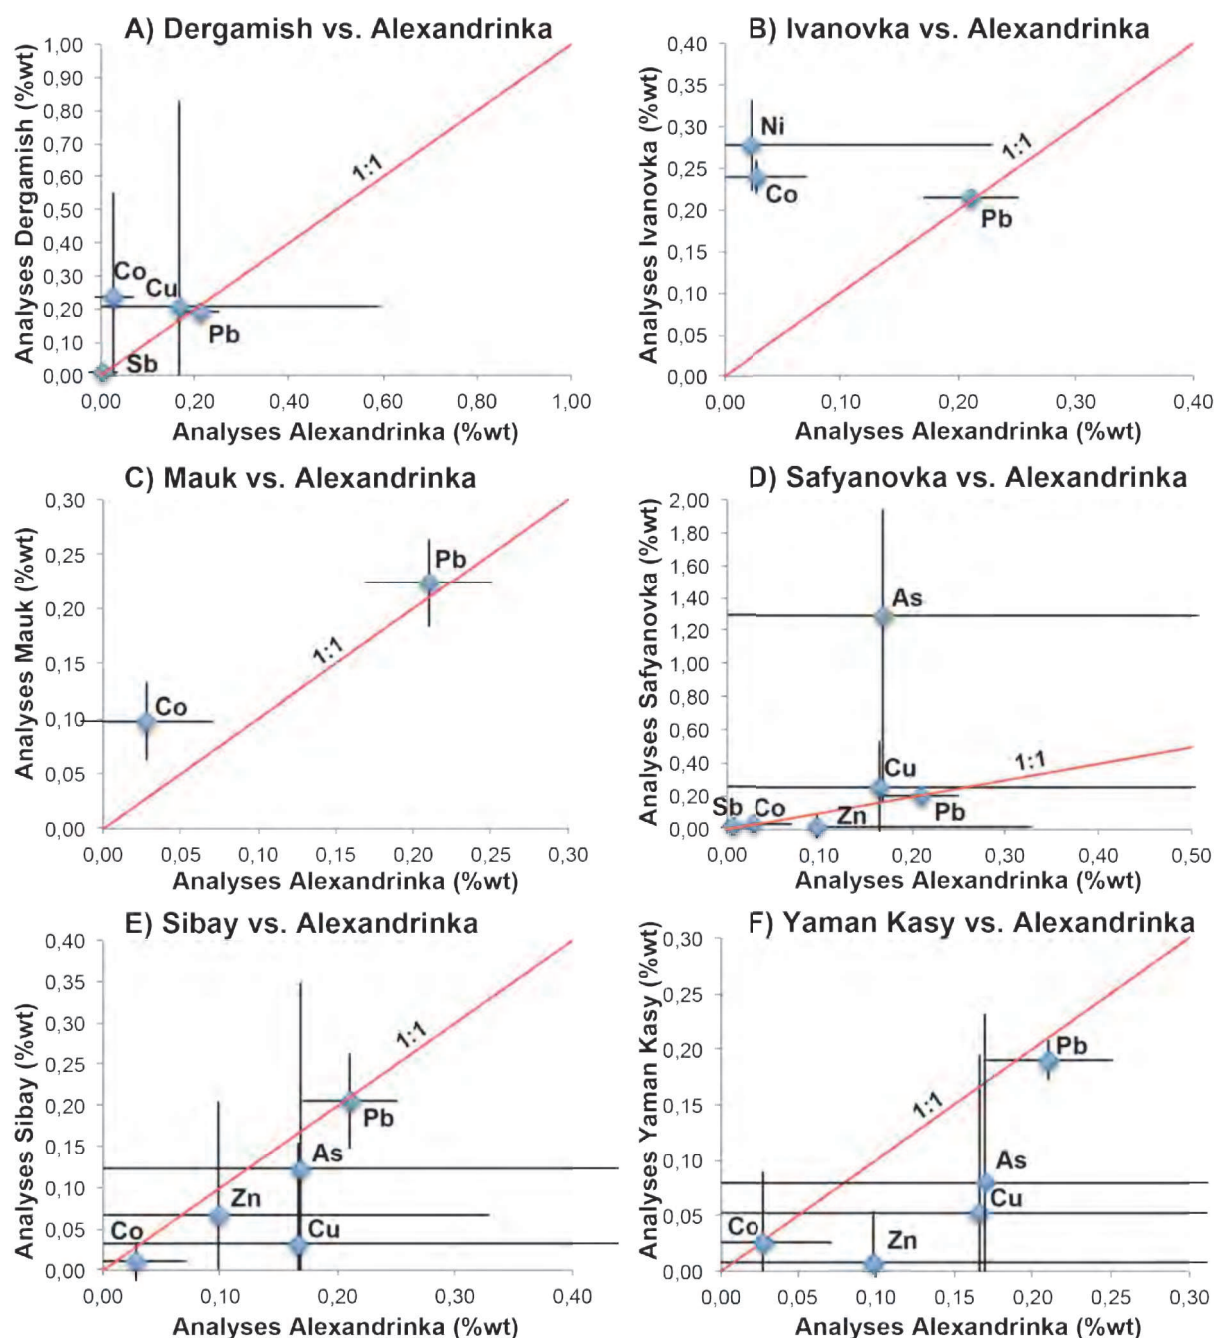 A) Dergamish vs. Alexandrinka
Analyses Dergamish (%wt)
1,00
0,90
0,80
0,70
0,60
0,50
0,40
0,30
0,20
0,10
0,00
1:1
Co
Cu
Pb
Sb
0,00 0,20 0,40 0,60 0,80 1,00
Analyses Alexandrinka (%wt)
B) Ivanovka vs. Alexandrinka
Analyses Ivanovka (%wt)
0,40
0,35
0,30
0,25
0,20
0,15
0,10
0,05
0,00
Ni
1:1
Co
Pb
0,00 0,10 0,20 0,30 0,40
Analyses Alexandrinka (%wt)
C) Mauk vs. Alexandrinka
Analyses Mauk (%wt)
0,30
0,25
0,20
0,15
0,10
0,05
0,00
Pb
1:1
Co
0,00 0,05 0,10 0,15 0,20 0,25 0,30
Analyses Alexandrinka (%wt)
D) Safyanovka vs. Alexandrinka
Analyses Safyanovka (%wt)
2,00
1,80
1,60
1,40
1,20
1,00
0,80
0,60
0,40
0,20
0,00
As
1:1
Cu
Sb Co Zn Pb
0,00 0,10 0,20 0,30 0,40 0,50
Analyses Alexandrinka (%wt)
E) Sibay vs. Alexandrinka
Analyses Sibay (%wt)
0,40
0,35
0,30
0,25
0,20
0,15
0,10
0,05
0,00
1:1
Pb
As
Zn
Co
Cu
0,00 0,10 0,20 0,30 0,40
Analyses Alexandrinka (%wt)
F) Yaman Kasy vs. Alexandrinka
Analyses Yaman Kasy (%wt)
0,30
0,25
0,20
0,15
0,10
0,05
0,00
Pb
1:1
As
Cu
Co
Zn
0,00 0,05 0,10 0,15 0,20 0,25 0,30
Analyses Alexandrinka (%wt)